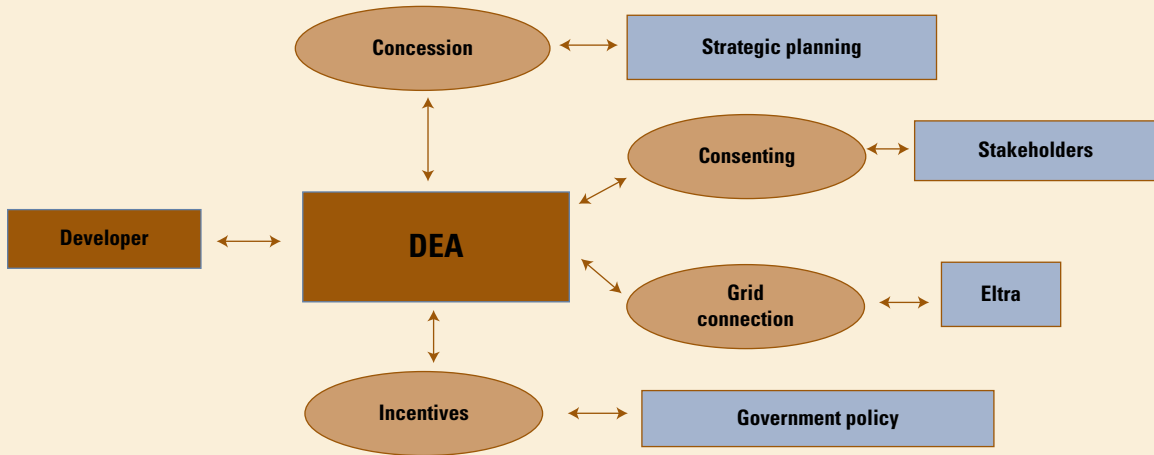 Concession
Strategic planning
Consenting
Stakeholders
Developer
DEA
Grid
connection
Eltra
Incentives
Government policy